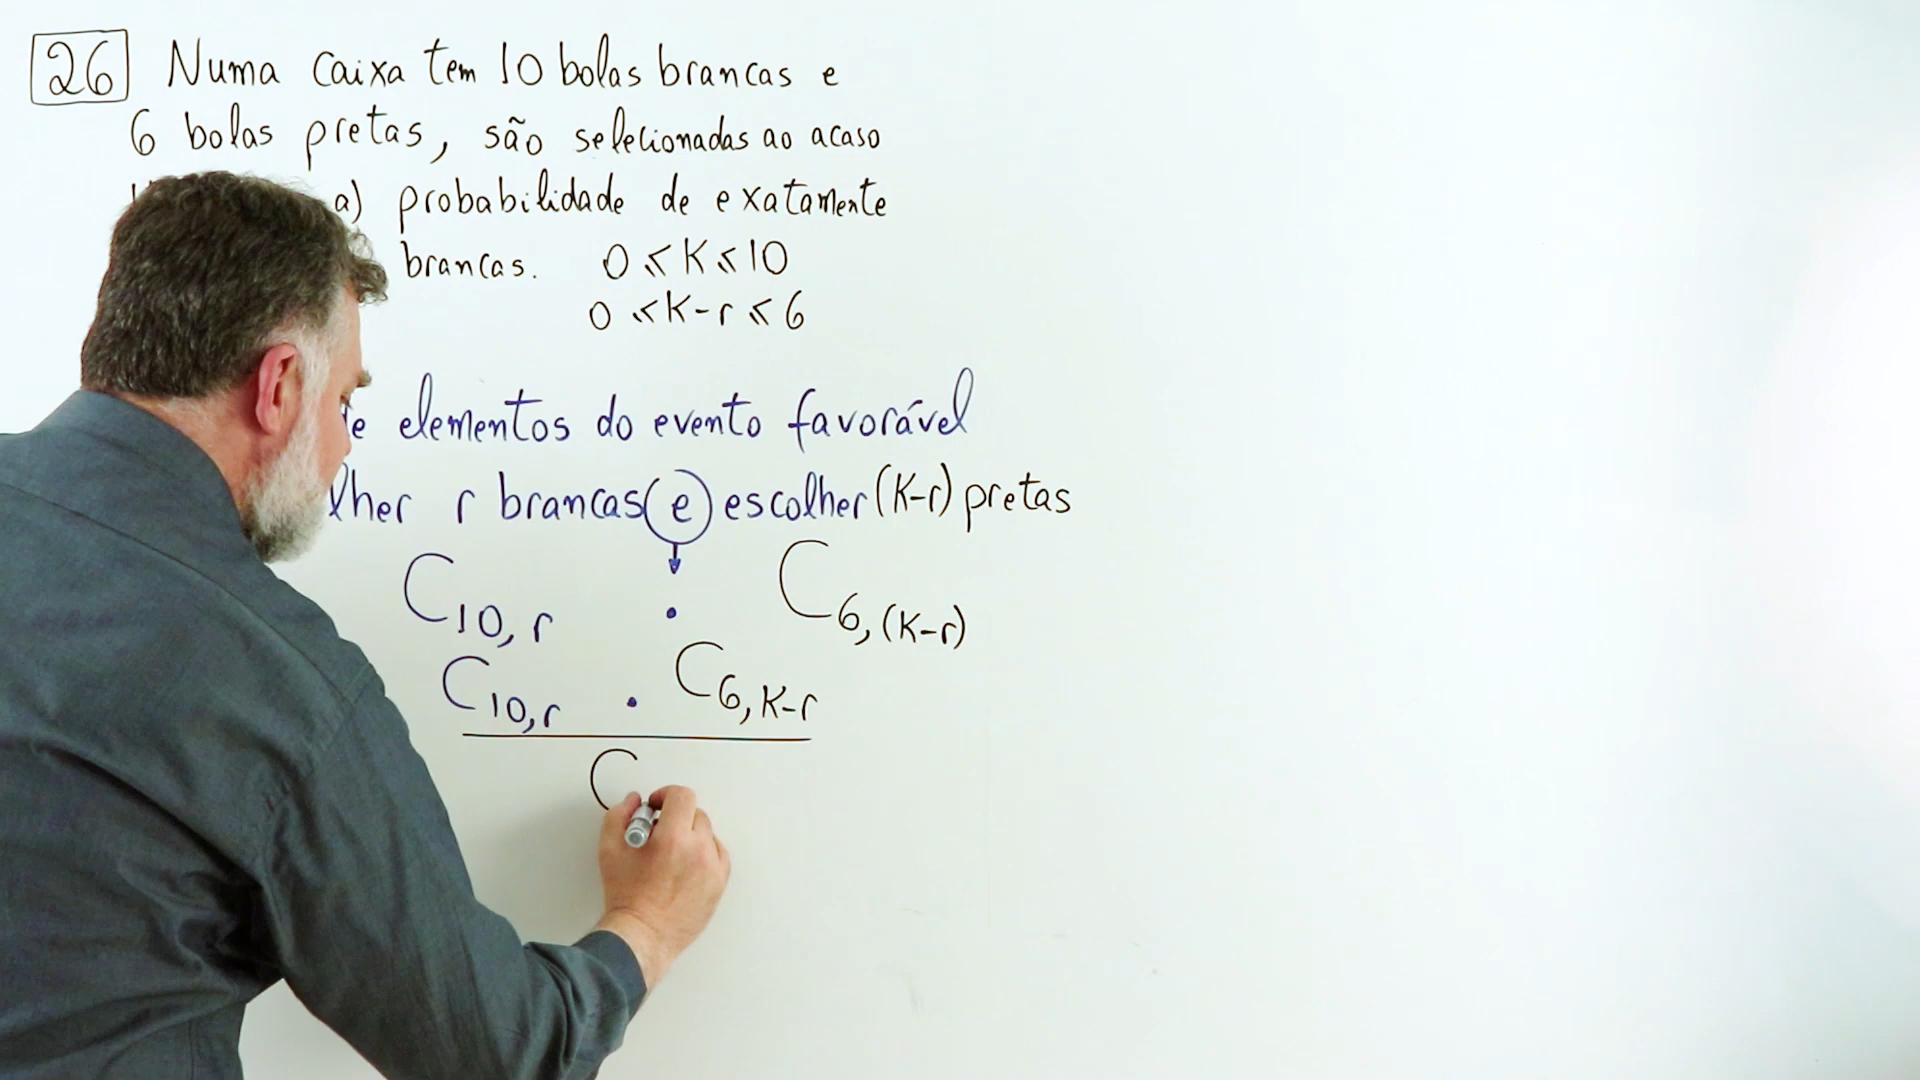 26 Numa caixa tem 10 bolas brancas e
6 bolas pretas, são selecionadas ao acaso
a) probabilidade de exatamente
brancas. 0 ≤ K ≤ 10
0 ≤ K-r ≤ 6
de elementos do evento favorável
lher r brancas (e) escolher (K-r) pretas
C10,r . C6,(K-r)
C10,r . C6,K-r
C